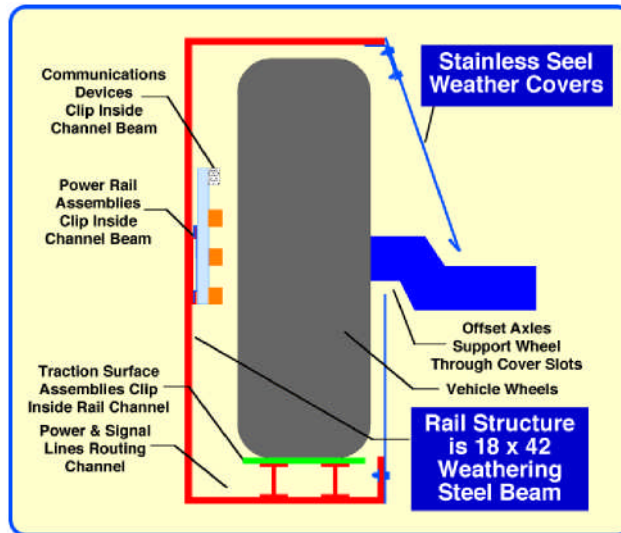 Communications
Devices
Clip Inside
Channel Beam
Stainless Seel
Weather Covers
Power Rail
Assemblies
Clip Inside
Channel Beam
Offset Axles
Support Wheel
Through Cover Slots
Vehicle Wheels
Traction Surface
Assemblies Clip
Inside Rail Channel
Power & Signal
Lines Routing
Channel
Rail Structure
is 18 x 42
Weathering
Steel Beam